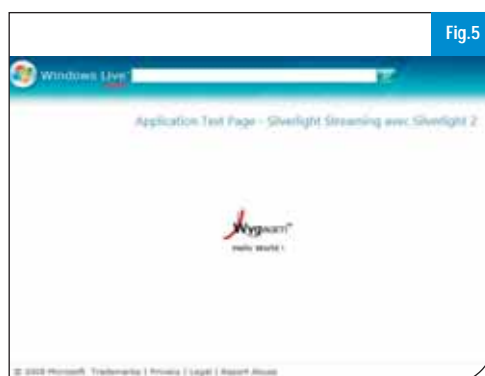 Fig.5
Windows Live
Application Test Page - Silverlight Streaming avec Silverlight 2
Wygwam
Hello World !
© 2008 Microsoft Trademarks | Privacy | Legal | Report Abuse